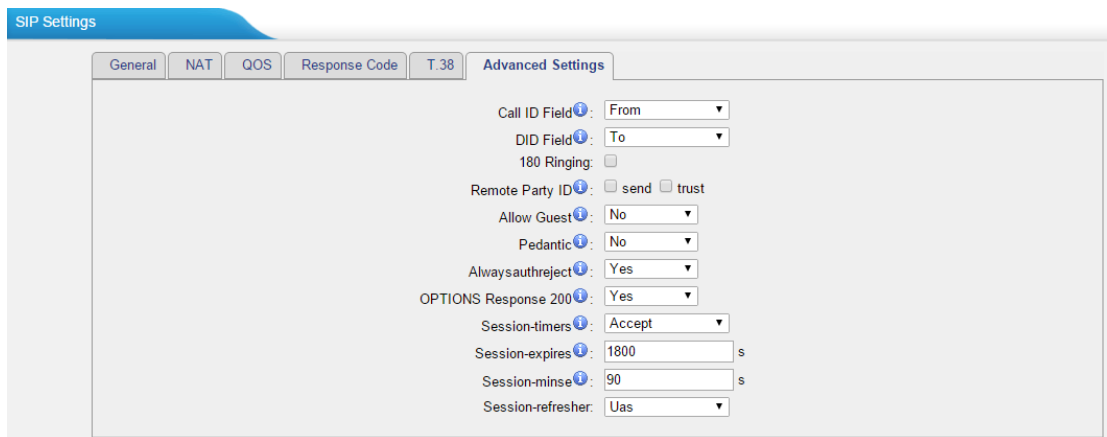 SIP Settings
General NAT QOS Response Code T.38 Advanced Settings
Call ID Field i : From
DID Field i : To
180 Ringing:
Remote Party ID i : send trust
Allow Guest i : No
Pedantic i : No
Alwaysauthreject i : Yes
OPTIONS Response 200 i : Yes
Session-timers i : Accept
Session-expires i : 1800 s
Session-minse i : 90 s
Session-refresher: Uas